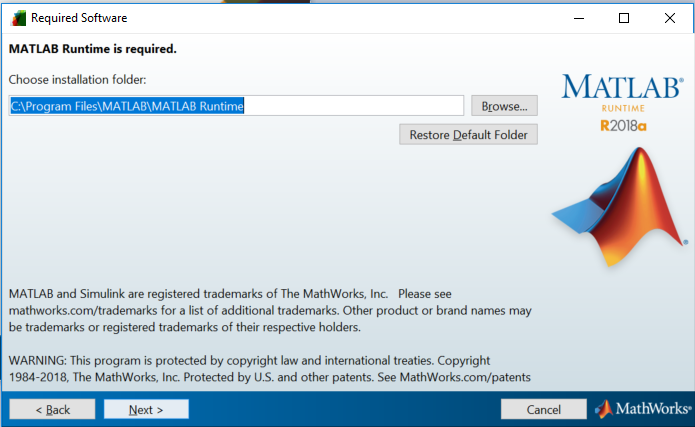 Required Software
MATLAB Runtime is required.
Choose installation folder:
C:\Program Files\MATLAB\MATLAB Runtime
Browse...
Restore Default Folder
MATLAB®
RUNTIME
R2018a
®
MATLAB and Simulink are registered trademarks of The MathWorks, Inc. Please see
mathworks.com/trademarks for a list of additional trademarks. Other product or brand names may
be trademarks or registered trademarks of their respective holders.
WARNING: This program is protected by copyright law and international treaties. Copyright
1984-2018, The MathWorks, Inc. Protected by U.S. and other patents. See MathWorks.com/patents
< Back
Next >
Cancel
MathWorks®